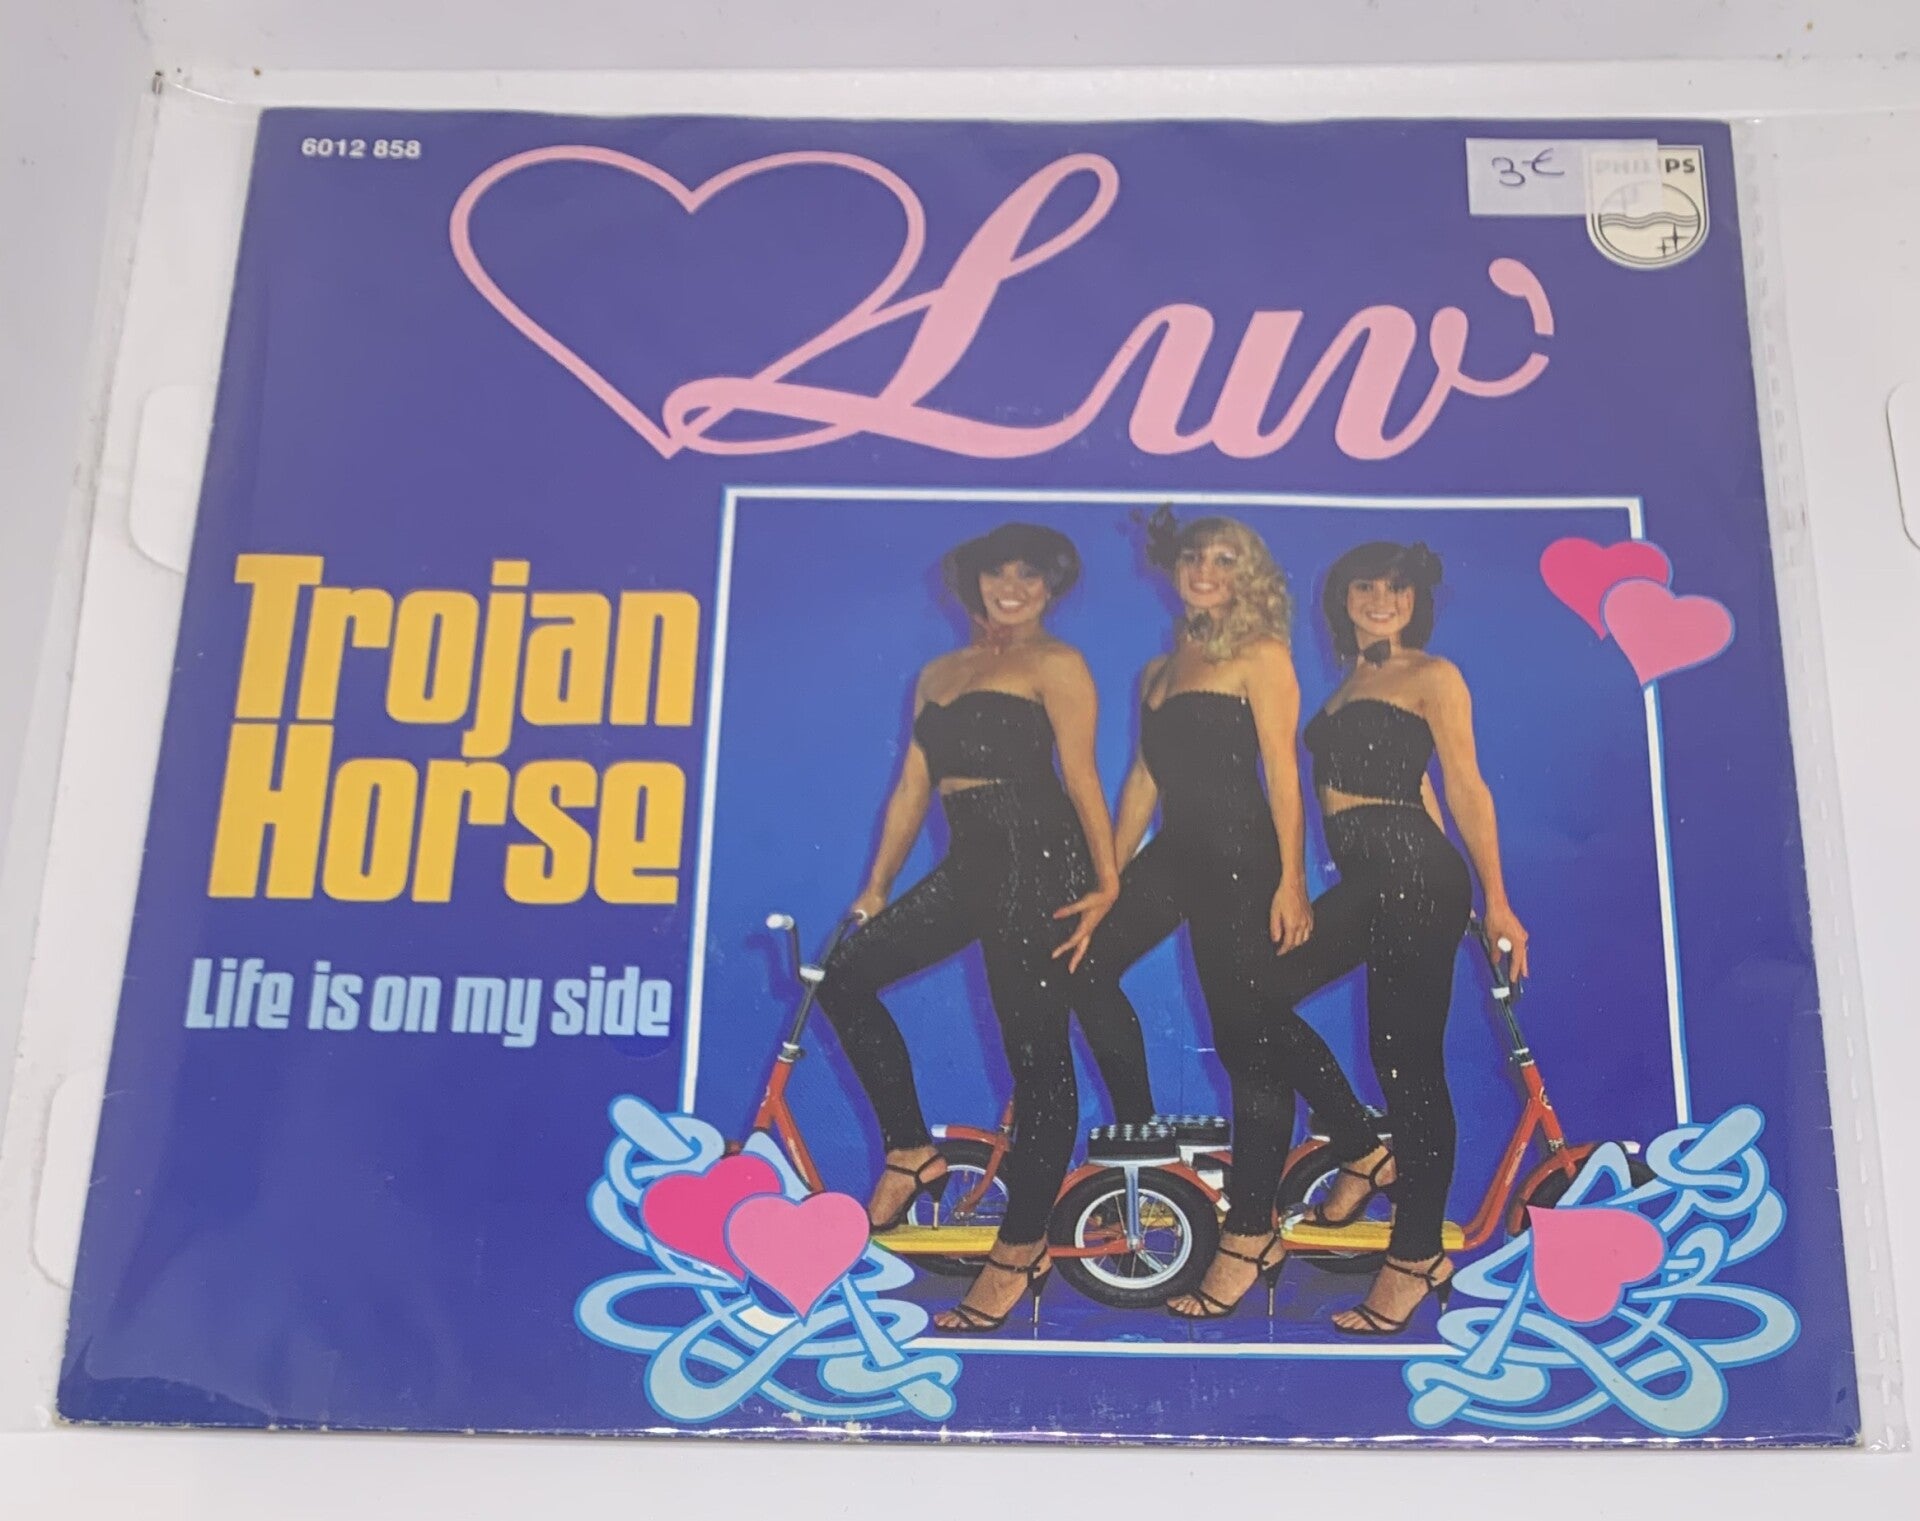 6012 858
3€
PHILIPS
Luv'
Trojan
Horse
Life is on my side